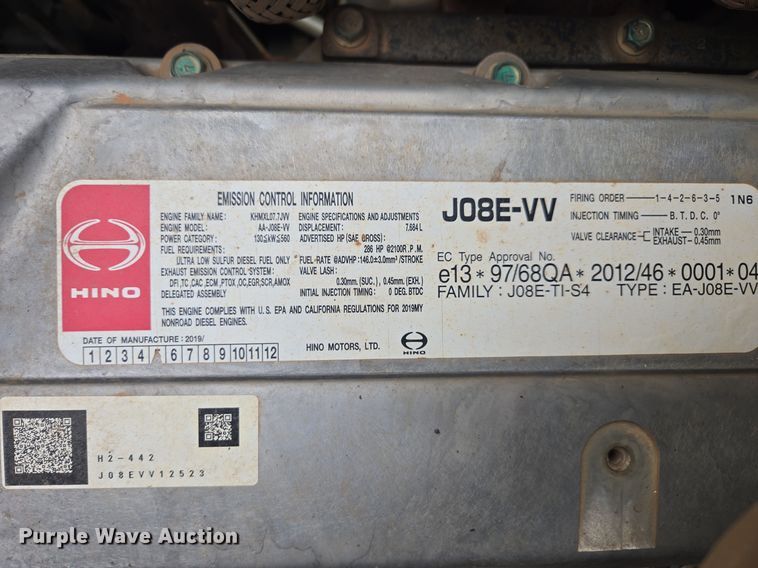 EMISSION CONTROL INFORMATION
ENGINE FAMILY NAME: KHMXL07.7JVV
ENGINE MODEL: AA-J08E-VV
POWER CATEGORY: 130≦kW≦560
FUEL REQUIREMENTS:
ULTRA LOW SULFUR DIESEL FUEL ONLY
EXHAUST EMISSION CONTROL SYSTEM:
DFI,TC,CAC,ECM,PTOX,OC,EGR,SCR,AMOX
DELEGATED ASSEMBLY
ENGINE SPECIFICATIONS AND ADJUSTMENTS
DISPLACEMENT: 7.684 L
ADVERTISED HP (SAE GROSS):
286 HP @2100R.P.M.
FUEL RATE @ADVHP :146.0±3.0mm³ /STROKE
VALVE LASH :
0.30mm (SUC.) , 0.45mm (EXH.)
INITIAL INJECTION TIMING : 0 DEG. BTDC
THIS ENGINE COMPLIES WITH U.S. EPA AND CALIFORNIA REGULATIONS FOR 2019MY
NONROAD DIESEL ENGINES.
HINO
DATE OF MANUFACTURE : 2019/
1 2 3 4 5 6 7 8 9 10 11 12
HINO MOTORS, LTD.
HINO
J08E-VV
FIRING ORDER 1-4-2-6-3-5 1N6
INJECTION TIMING B.T.D.C. 0°
VALVE CLEARANCE INTAKE 0.30mm
EXHAUST 0.45mm
EC Type Approval No.
e13*97/68QA*2012/46*0001*04
FAMILY : J08E-TI-S4 TYPE : EA-J08E-VV
H2-442
J08EVV12523
Purple Wave Auction